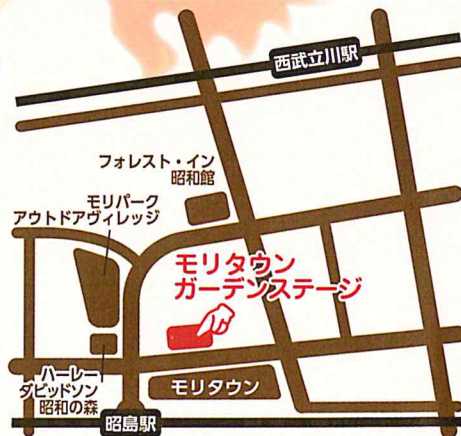 西武立川駅
フォレスト・イン
昭和館
モリパーク
アウトドアヴィレッジ
モリタウン
ガーデンステージ
ハーレー
ダビッドソン
昭和の森
モリタウン
昭島駅